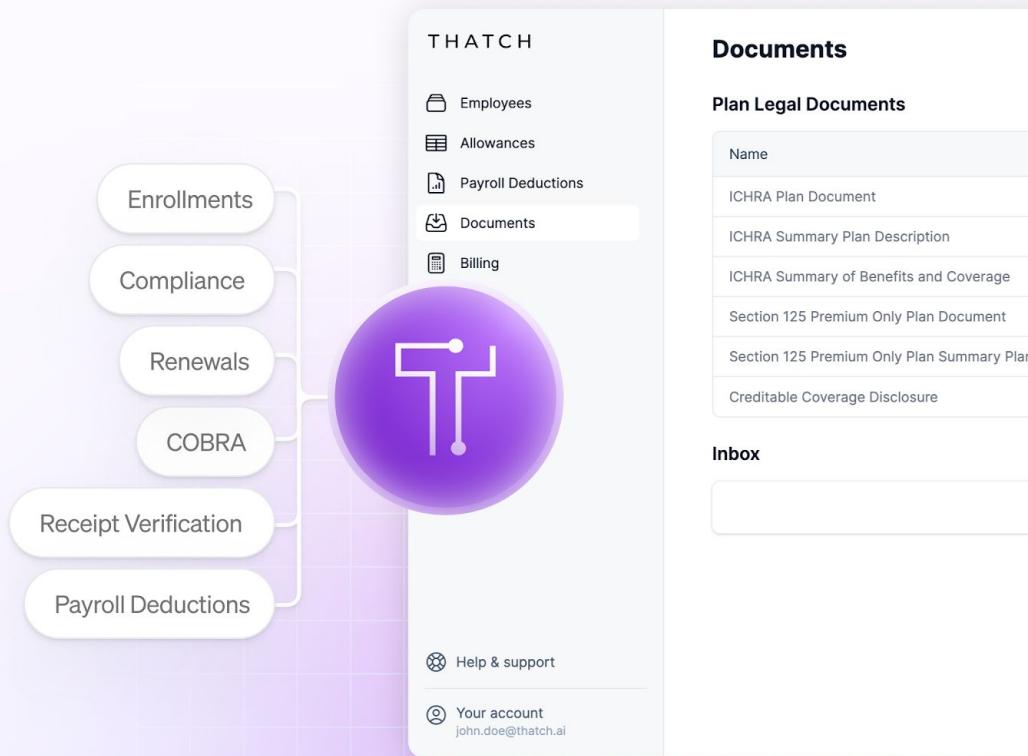 Enrollments
Compliance
Renewals
COBRA
Receipt Verification
Payroll Deductions
THATCH
Employees
Allowances
Payroll Deductions
Documents
Billing
Help & support
Your account
john.doe@thatch.ai
Documents
Plan Legal Documents
Name
ICHRA Plan Document
ICHRA Summary Plan Description
ICHRA Summary of Benefits and Coverage
Section 125 Premium Only Plan Document
Section 125 Premium Only Plan Summary Plan
Creditable Coverage Disclosure
Inbox